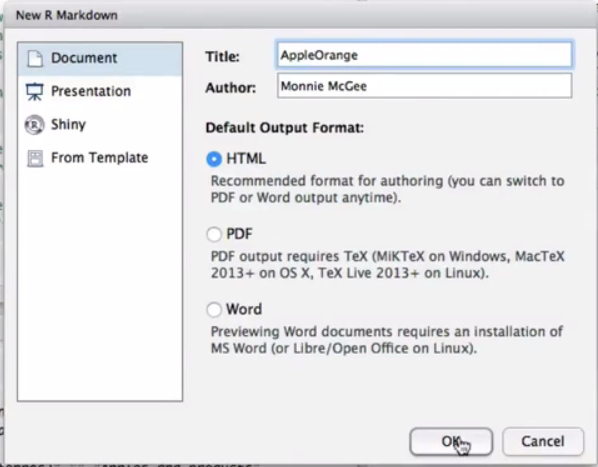 New R Markdown
Document
Presentation
Shiny
From Template
Title: AppleOrange
Author: Monnie McGee
Default Output Format:
HTML
Recommended format for authoring (you can switch to
PDF or Word output anytime).
PDF
PDF output requires TeX (MiKTeX on Windows, MacTeX
2013+ on OS X, TeX Live 2013+ on Linux).
Word
Previewing Word documents requires an installation of
MS Word (or Libre/Open Office on Linux).
OK Cancel